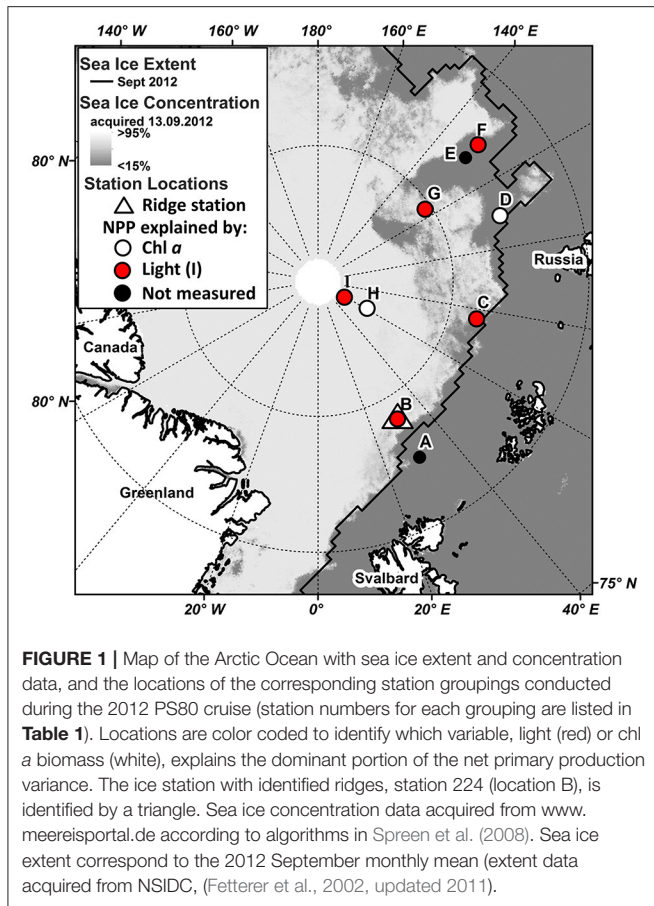 140° W 160° W 180° 160° E 140° E
Sea Ice Extent
Sept 2012
Sea Ice Concentration
acquired 13.09.2012
>95%
<15%
80° N
Station Locations
Ridge station
NPP explained by:
Chl a
Light (I)
Not measured
F
E
G
D
Russia
I
H
C
Canada
80° N
B
A
Greenland
Svalbard
75° N
20° W 0° 20° E 40° E
FIGURE 1 | Map of the Arctic Ocean with sea ice extent and concentration
data, and the locations of the corresponding station groupings conducted
during the 2012 PS80 cruise (station numbers for each grouping are listed in
Table 1). Locations are color coded to identify which variable, light (red) or chl
a biomass (white), explains the dominant portion of the net primary production
variance. The ice station with identified ridges, station 224 (location B), is
identified by a triangle. Sea ice concentration data acquired from www.
meereisportal.de according to algorithms in Spreen et al. (2008). Sea ice
extent correspond to the 2012 September monthly mean (extent data
acquired from NSIDC, (Fetterer et al., 2002, updated 2011).